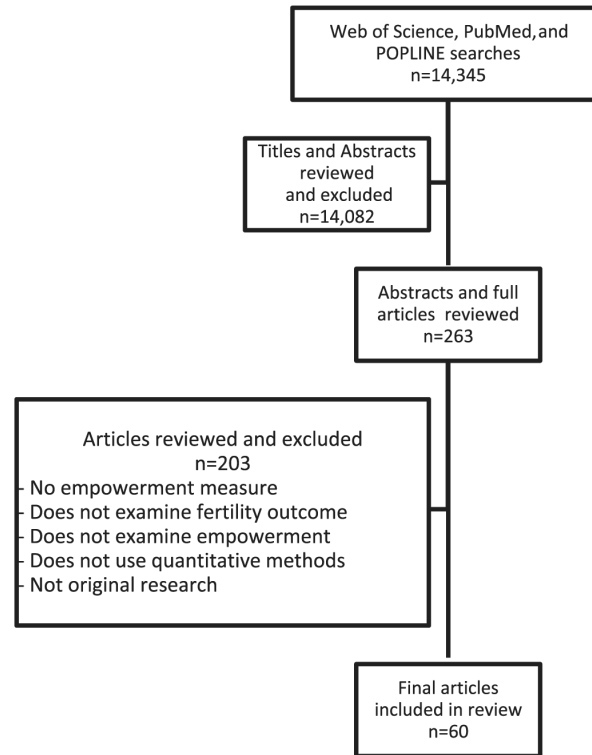 Web of Science, PubMed, and
POPLINE searches
n=14,345
Titles and Abstracts
reviewed
and excluded
n=14,082
Abstracts and full
articles reviewed
n=263
Articles reviewed and excluded
n=203
- No empowerment measure
- Does not examine fertility outcome
- Does not examine empowerment
- Does not use quantitative methods
- Not original research
Final articles
included in review
n=60